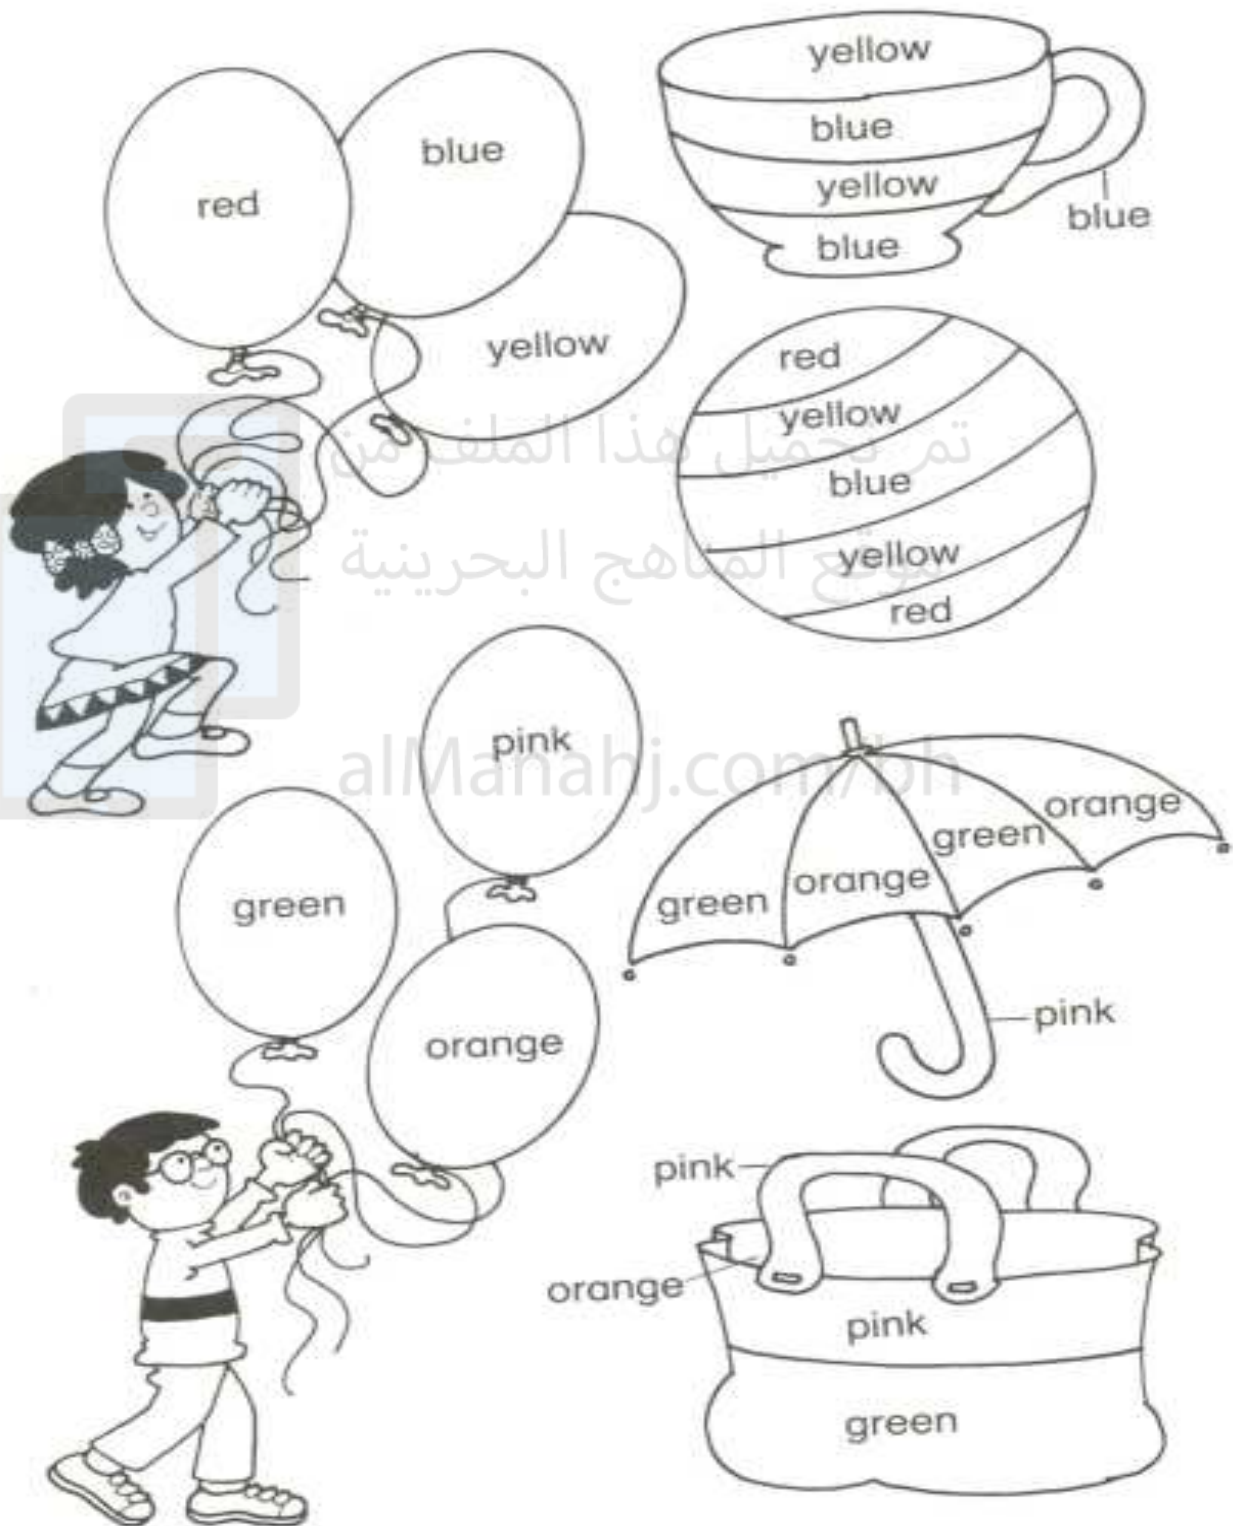 yellow
blue
yellow
blue
blue
red
blue
yellow
red
yellow
blue
yellow
red
تم تحميل هذا الملف من
موقع المناهج البحرينية
alManahj.com/bh
pink
green
orange
green
orange
green
orange
pink
pink
orange
pink
green